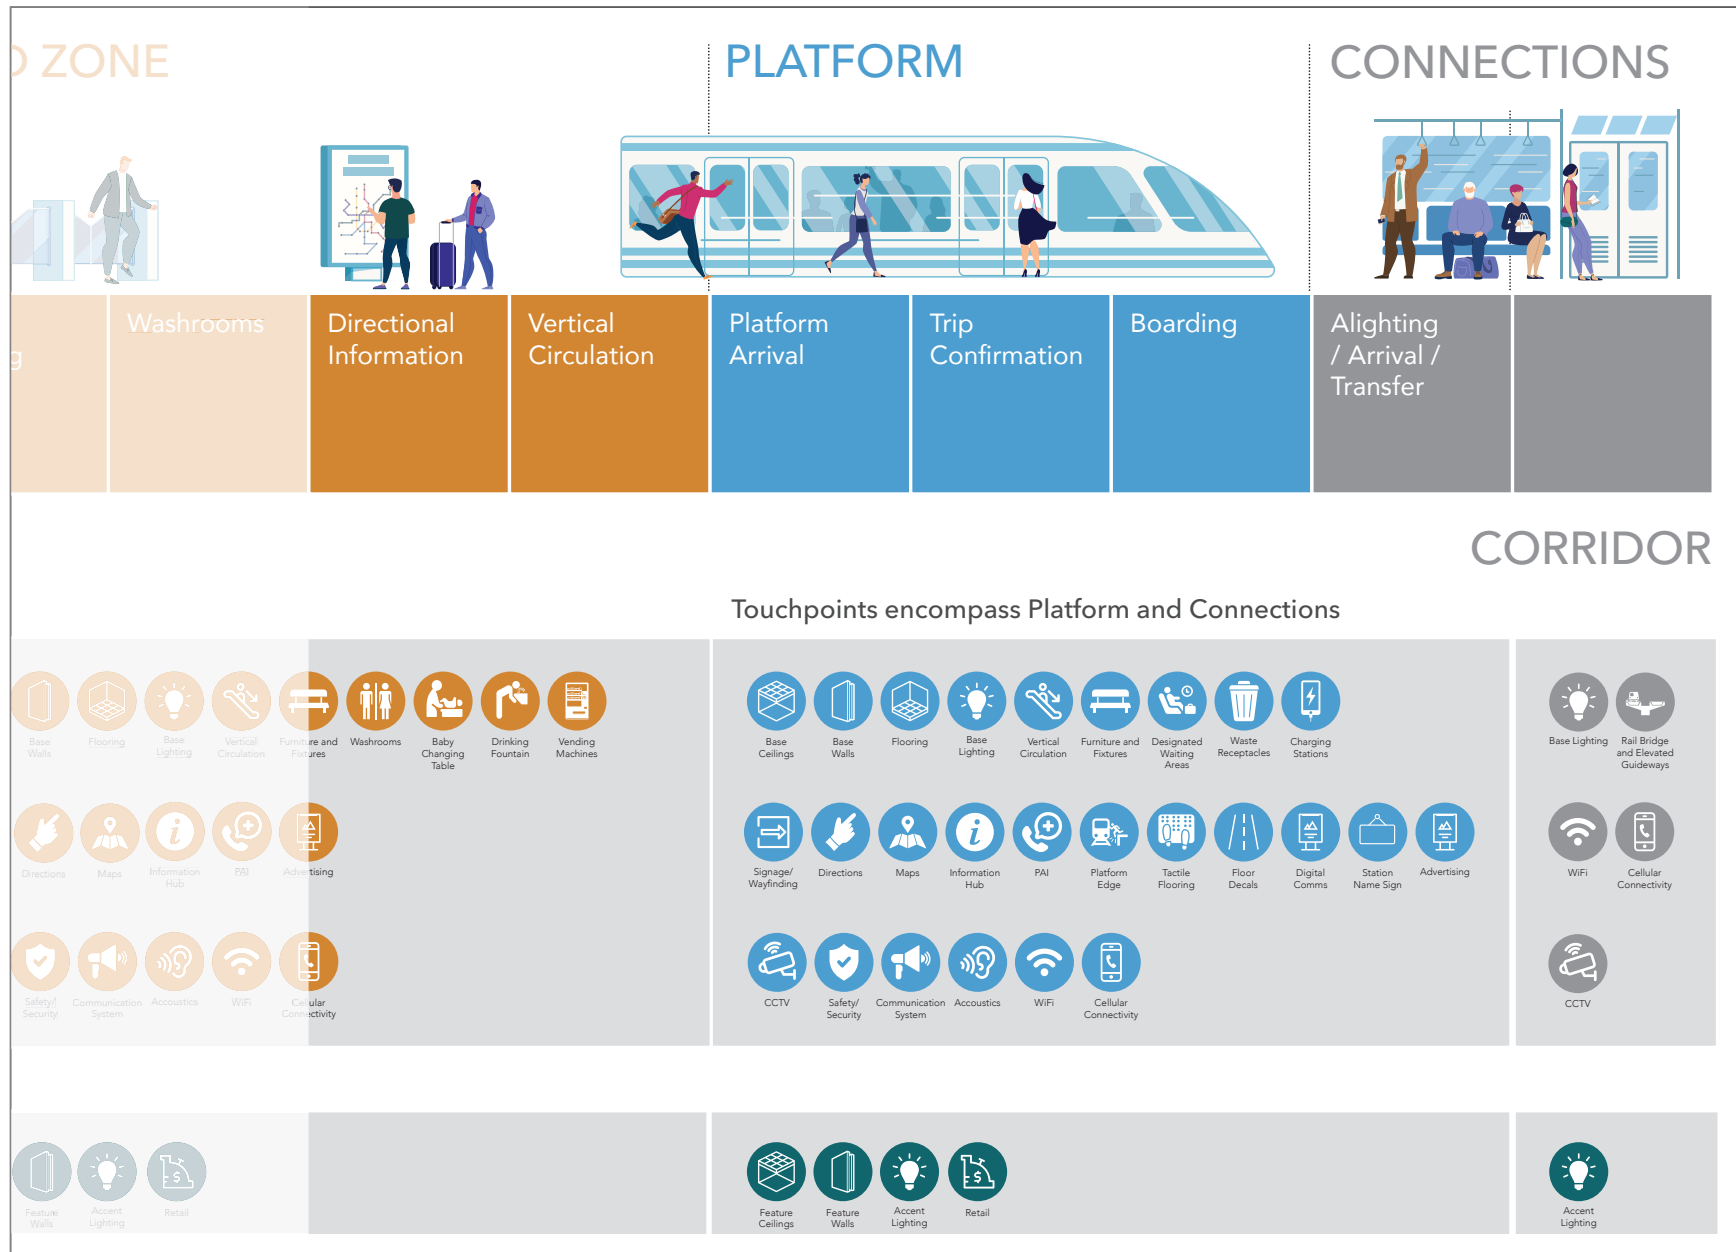 D ZONE
PLATFORM
CONNECTIONS
g
Washrooms
Directional
Information
Vertical
Circulation
Platform
Arrival
Trip
Confirmation
Boarding
Alighting
/ Arrival /
Transfer
CORRIDOR
Touchpoints encompass Platform and Connections
Base
Walls
Flooring
Base
Lighting
Vertical
Circulation
Furniture and
Fixtures
Washrooms
Baby
Changing
Table
Drinking
Fountain
Vending
Machines
Base
Ceilings
Base
Walls
Flooring
Base
Lighting
Vertical
Circulation
Furniture and
Fixtures
Designated
Waiting
Areas
Waste
Receptacles
Charging
Stations
Base Lighting
Rail Bridge
and Elevated
Guideways
Directions
Maps
Information
Hub
PAI
Advertising
Signage/
Wayfinding
Directions
Maps
Information
Hub
PAI
Platform
Edge
Tactile
Flooring
Floor
Decals
Digital
Comms
Station
Name Sign
Advertising
WiFi
Cellular
Connectivity
Safety/
Security
Communication
System
Accoustics
WiFi
Cellular
Connectivity
CCTV
Safety/
Security
Communication
System
Accoustics
WiFi
Cellular
Connectivity
CCTV
Feature
Walls
Accent
Lighting
Retail
Feature
Ceilings
Feature
Walls
Accent
Lighting
Retail
Accent
Lighting